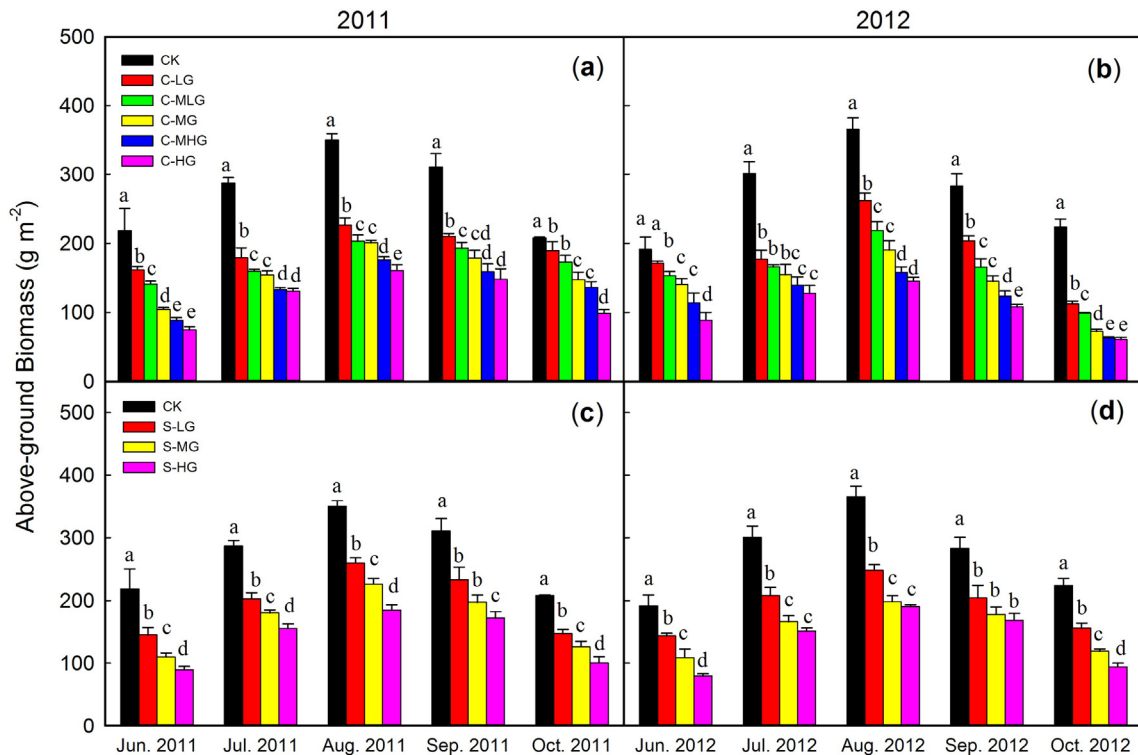 2011
2012
Above-ground Biomass (g m⁻²)
500
400
300
200
100
0
CK
C-LG
C-MLG
C-MG
C-MHG
C-HG
(a)
a b c d e e
a b c c d d
a b c c d e
a b c cd d d
a b b c c d
(b)
a a b c c d
a b b bc c c
a b c c d d
a b c c d e
a b c d e e
500
400
300
200
100
0
CK
S-LG
S-MG
S-HG
(c)
a b c d
a b c d
a b c d
a b b c
a b c d
(d)
a b c d
a b c c
a b c c
a b b b
a b c d
Jun. 2011
Jul. 2011
Aug. 2011
Sep. 2011
Oct. 2011
Jun. 2012
Jul. 2012
Aug. 2012
Sep. 2012
Oct. 2012